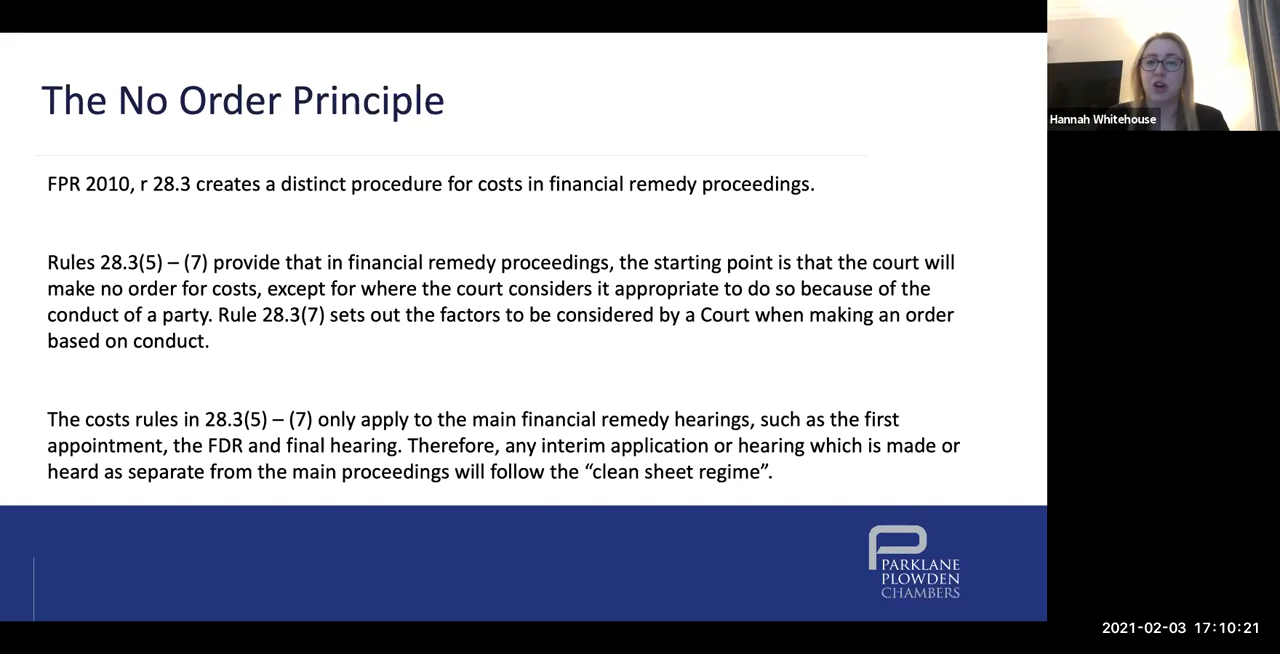 The No Order Principle
FPR 2010, r 28.3 creates a distinct procedure for costs in financial remedy proceedings.
Rules 28.3(5) – (7) provide that in financial remedy proceedings, the starting point is that the court will
make no order for costs, except for where the court considers it appropriate to do so because of the
conduct of a party. Rule 28.3(7) sets out the factors to be considered by a Court when making an order
based on conduct.
The costs rules in 28.3(5) – (7) only apply to the main financial remedy hearings, such as the first
appointment, the FDR and final hearing. Therefore, any interim application or hearing which is made or
heard as separate from the main proceedings will follow the “clean sheet regime”.
PARKLANE
PLOWDEN
CHAMBERS
Hannah Whitehouse
2021-02-03 17:10:21